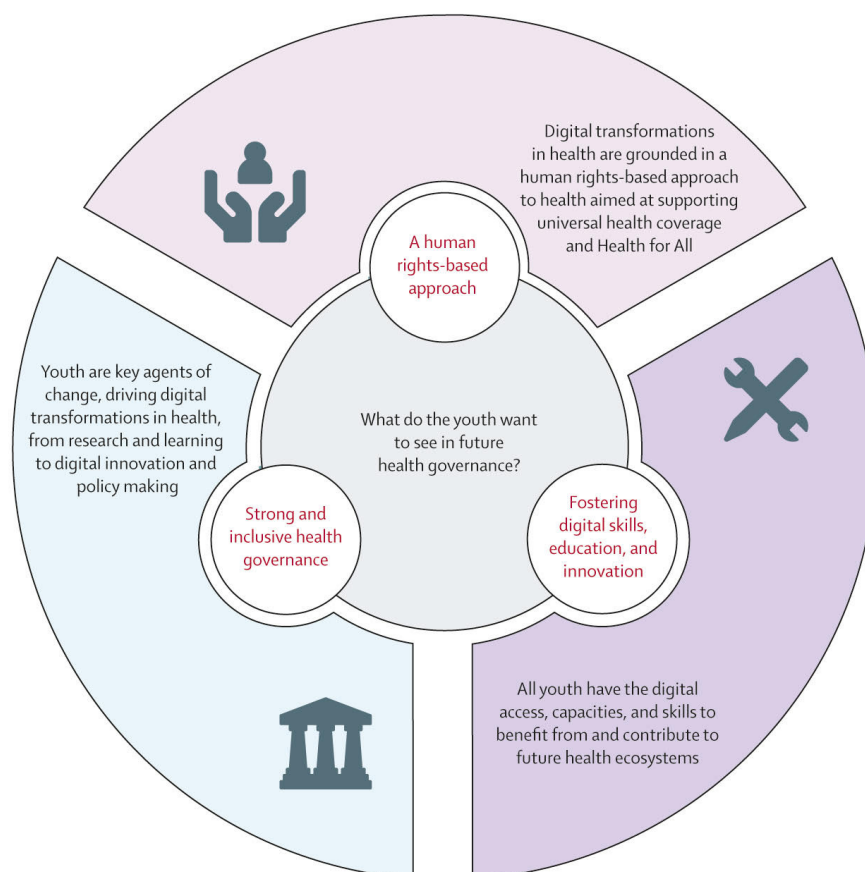 Digital transformations
in health are grounded in a
human rights-based approach
to health aimed at supporting
universal health coverage
and Health for All
A human
rights-based
approach
Youth are key agents of
change, driving digital
transformations in health,
from research and learning
to digital innovation and
policy making
What do the youth want
to see in future
health governance?
Strong and
inclusive health
governance
Fostering
digital skills,
education, and
innovation
All youth have the digital
access, capacities, and skills to
benefit from and contribute to
future health ecosystems